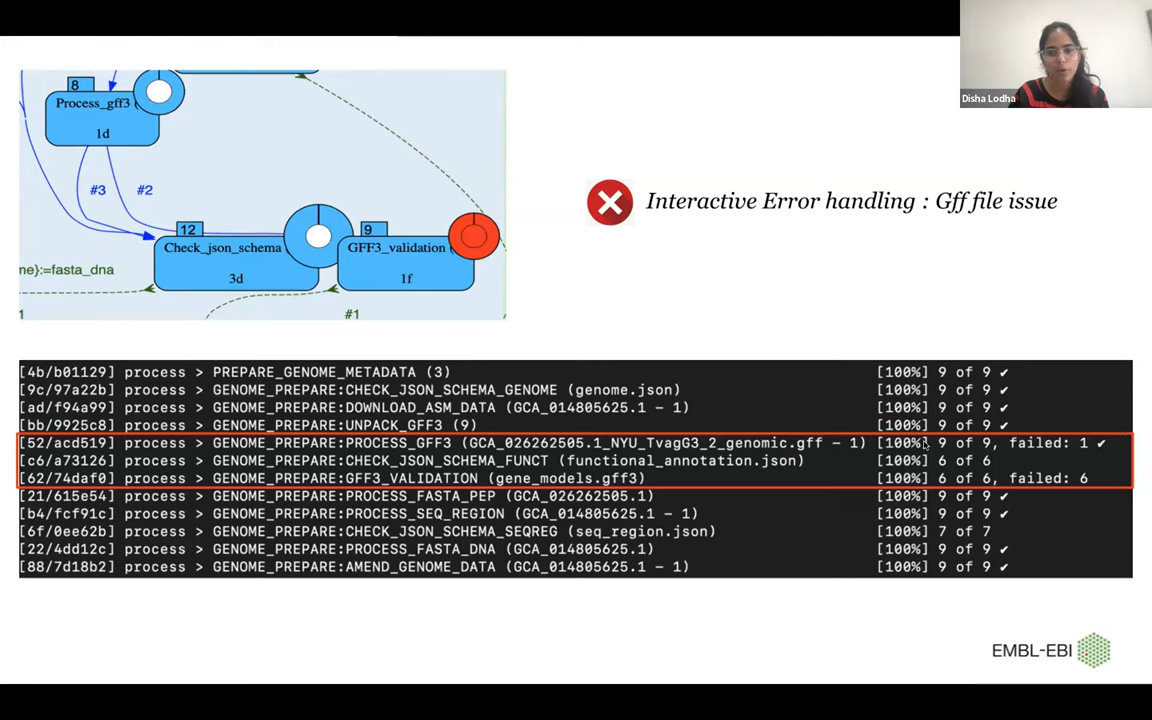 Disha Lodha
8
Process_gff3 (
1d
#3
#2
12
Check_json_schema (
3d
9
GFF3_validation (
1f
me}:=fasta_dna
1
#1
Interactive Error handling : Gff file issue
[4b/b01129] process > PREPARE_GENOME_METADATA (3) [100%] 9 of 9 ✔
[9c/97a22b] process > GENOME_PREPARE:CHECK_JSON_SCHEMA_GENOME (genome.json) [100%] 9 of 9 ✔
[ad/f94a99] process > GENOME_PREPARE:DOWNLOAD_ASM_DATA (GCA_014805625.1 - 1) [100%] 9 of 9 ✔
[bb/9925c8] process > GENOME_PREPARE:UNPACK_GFF3 (9) [100%] 9 of 9 ✔
[52/acd519] process > GENOME_PREPARE:PROCESS_GFF3 (GCA_026262505.1_NYU_TvagG3_2_genomic.gff - 1) [100%] 9 of 9, failed: 1 ✔
[c6/a73126] process > GENOME_PREPARE:CHECK_JSON_SCHEMA_FUNCT (functional_annotation.json) [100%] 6 of 6
[62/74daf0] process > GENOME_PREPARE:GFF3_VALIDATION (gene_models.gff3) [100%] 6 of 6, failed: 6
[21/615e54] process > GENOME_PREPARE:PROCESS_FASTA_PEP (GCA_026262505.1) [100%] 9 of 9 ✔
[b4/fcf91c] process > GENOME_PREPARE:PROCESS_SEQ_REGION (GCA_014805625.1 - 1) [100%] 9 of 9 ✔
[6f/0ee62b] process > GENOME_PREPARE:CHECK_JSON_SCHEMA_SEQREG (seq_region.json) [100%] 7 of 7
[22/4dd12c] process > GENOME_PREPARE:PROCESS_FASTA_DNA (GCA_014805625.1) [100%] 9 of 9 ✔
[88/7d18b2] process > GENOME_PREPARE:AMEND_GENOME_DATA (GCA_014805625.1 - 1) [100%] 9 of 9 ✔
EMBL-EBI